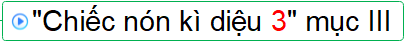 "Chiếc nón kì diệu 3" mục III